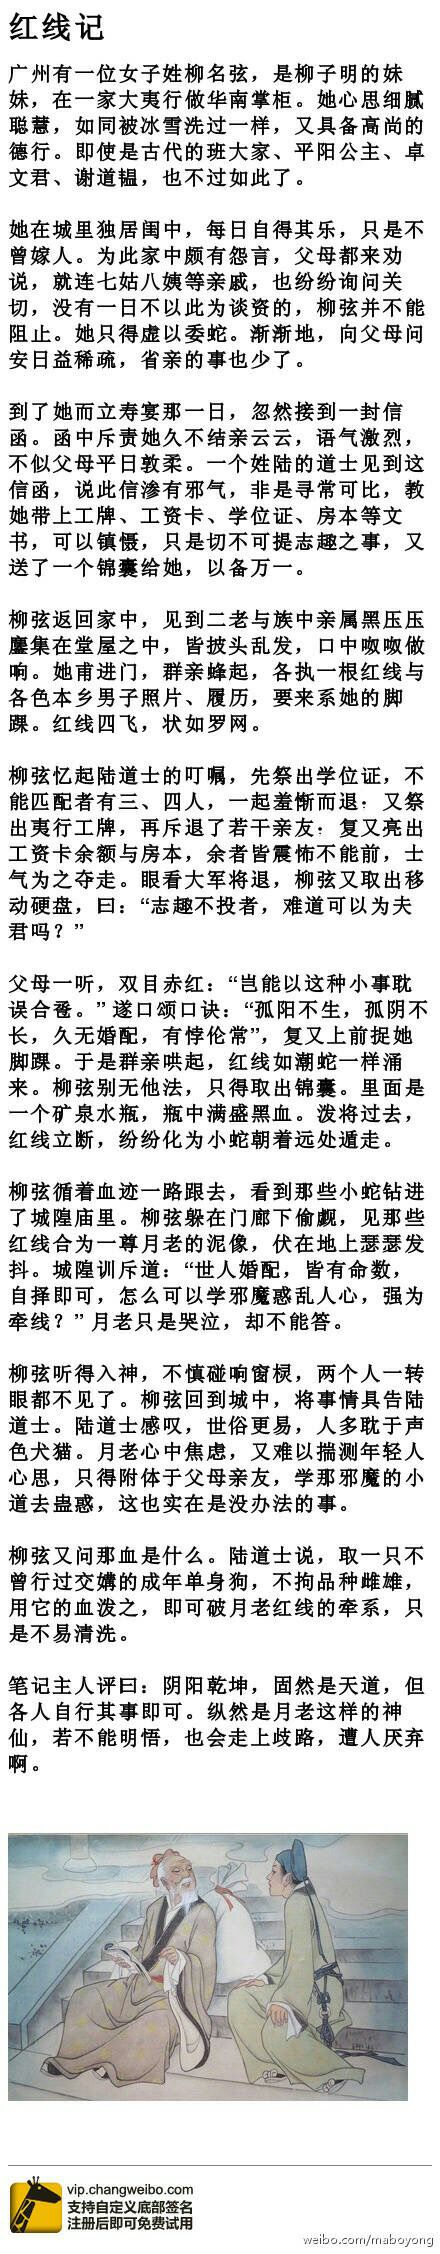 红线记
广州有一位女子姓柳名弦，是柳子明的妹
妹，在一家大夷行做华南掌柜。她心思细腻
聪慧，如同被冰雪洗过一样，又具备高尚的
德行。即使是古代的班大家、平阳公主、卓
文君、谢道韫，也不过如此了。
她在城里独居闺中，每日自得其乐，只是不
曾嫁人。为此家中颇有怨言，父母都来劝
说，就连七姑八姨等亲戚，也纷纷询问关
切，没有一日不以此为谈资的，柳弦并不能
阻止。她只得虚以委蛇。渐渐地，向父母问
安日益稀疏，省亲的事也少了。
到了她而立寿宴那一日，忽然接到一封信
函。函中斥责她久不结亲云云，语气激烈，
不似父母平日敦柔。一个姓陆的道士见到这
信函，说此信渗有邪气，非是寻常可比，教
她带上工牌、工资卡、学位证、房本等文
书，可以镇慑，只是切不可提志趣之事，又
送了一个锦囊给她，以备万一。
柳弦返回家中，见到二老与族中亲属黑压压
鏖集在堂屋之中，皆披头乱发，口中呶呶做
响。她甫进门，群亲蜂起，各执一根红线与
各色本乡男子照片、履历，要来系她的脚
踝。红线四飞，状如罗网。
柳弦忆起陆道士的叮嘱，先祭出学位证，不
能匹配者有三、四人，一起羞惭而退；又祭
出夷行工牌，再斥退了若干亲友；复又亮出
工资卡余额与房本，余者皆震怖不能前，士
气为之夺走。眼看大军将退，柳弦又取出移
动硬盘，曰：“志趣不投者，难道可以为夫
君吗？”
父母一听，双目赤红：“岂能以这种小事耽
误合卺。” 遂口颂口诀：“孤阳不生，孤阴不
长，久无婚配，有悖伦常”，复又上前捉她
脚踝。于是群亲哄起，红线如潮蛇一样涌
来。柳弦别无他法，只得取出锦囊。里面是
一个矿泉水瓶，瓶中满盛黑血。泼将过去，
红线立断，纷纷化为小蛇朝着远处遁走。
柳弦循着血迹一路跟去，看到那些小蛇钻进
了城隍庙里。柳弦躲在门廊下偷觑，见那些
红线合为一尊月老的泥像，伏在地上瑟瑟发
抖。城隍训斥道：“世人婚配，皆有命数，
自择即可，怎么可以学邪魔惑乱人心，强为
牵线？” 月老只是哭泣，却不能答。
柳弦听得入神，不慎碰响窗棂，两个人一转
眼都不见了。柳弦回到城中，将事情具告陆
道士。陆道士感叹，世俗更易，人多耽于声
色犬猫。月老心中焦虑，又难以揣测年轻人
心思，只得附体于父母亲友，学那邪魔的小
道去蛊惑，这也实在是没办法的事。
柳弦又问那血是什么。陆道士说，取一只不
曾行过交媾的成年单身狗，不拘品种雌雄，
用它的血泼之，即可破月老红线的牵系，只
是不易清洗。
笔记主人评曰：阴阳乾坤，固然是天道，但
各人自行其事即可。纵然是月老这样的神
仙，若不能明悟，也会走上歧路，遭人厌弃
啊。
vip.changweibo.com
支持自定义底部签名
注册后即可免费试用
weibo.com/maboyong